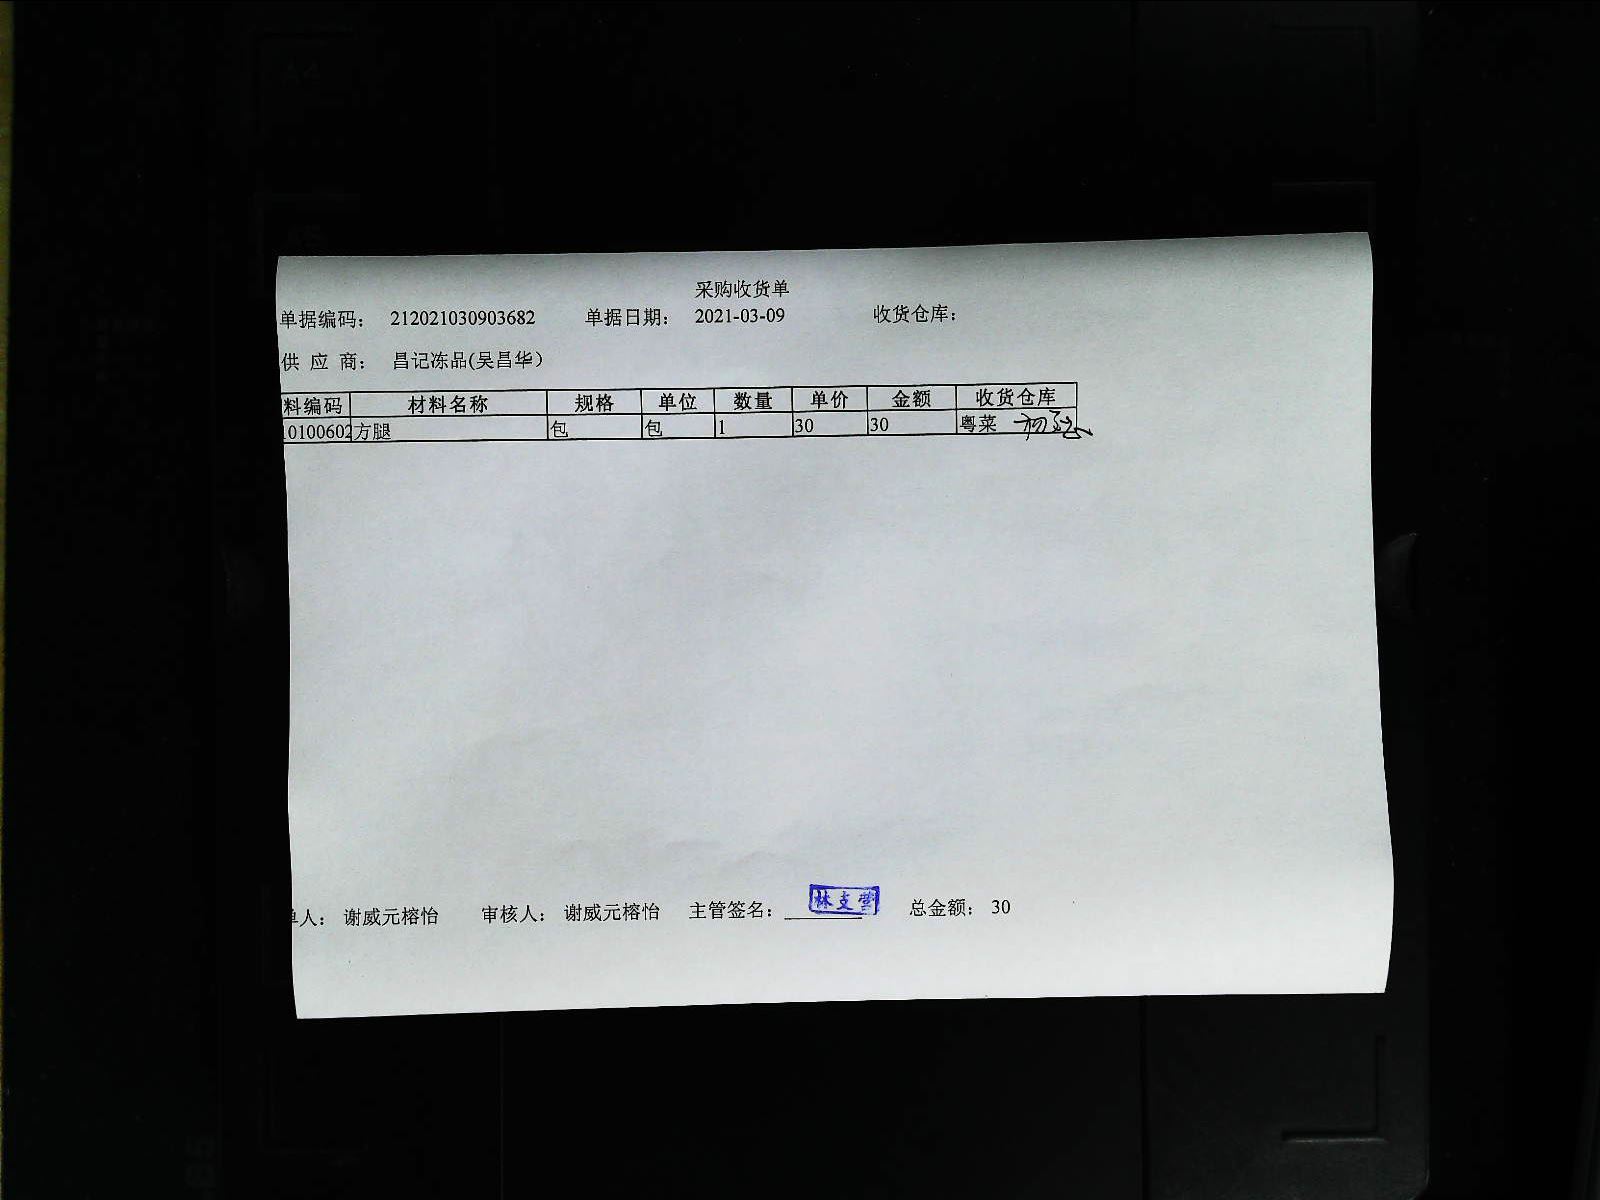 采购收货单
单据编码： 212021030903682 单据日期： 2021-03-09 收货仓库：
供 应 商： 昌记冻品(吴昌华）
料编码 材料名称 规格 单位 数量 单价 金额 收货仓库
10100602 方腿 包 包 1 30 30 粤菜
单人： 谢威元榕怡 审核人： 谢威元榕怡 主管签名： 林支营 总金额： 30